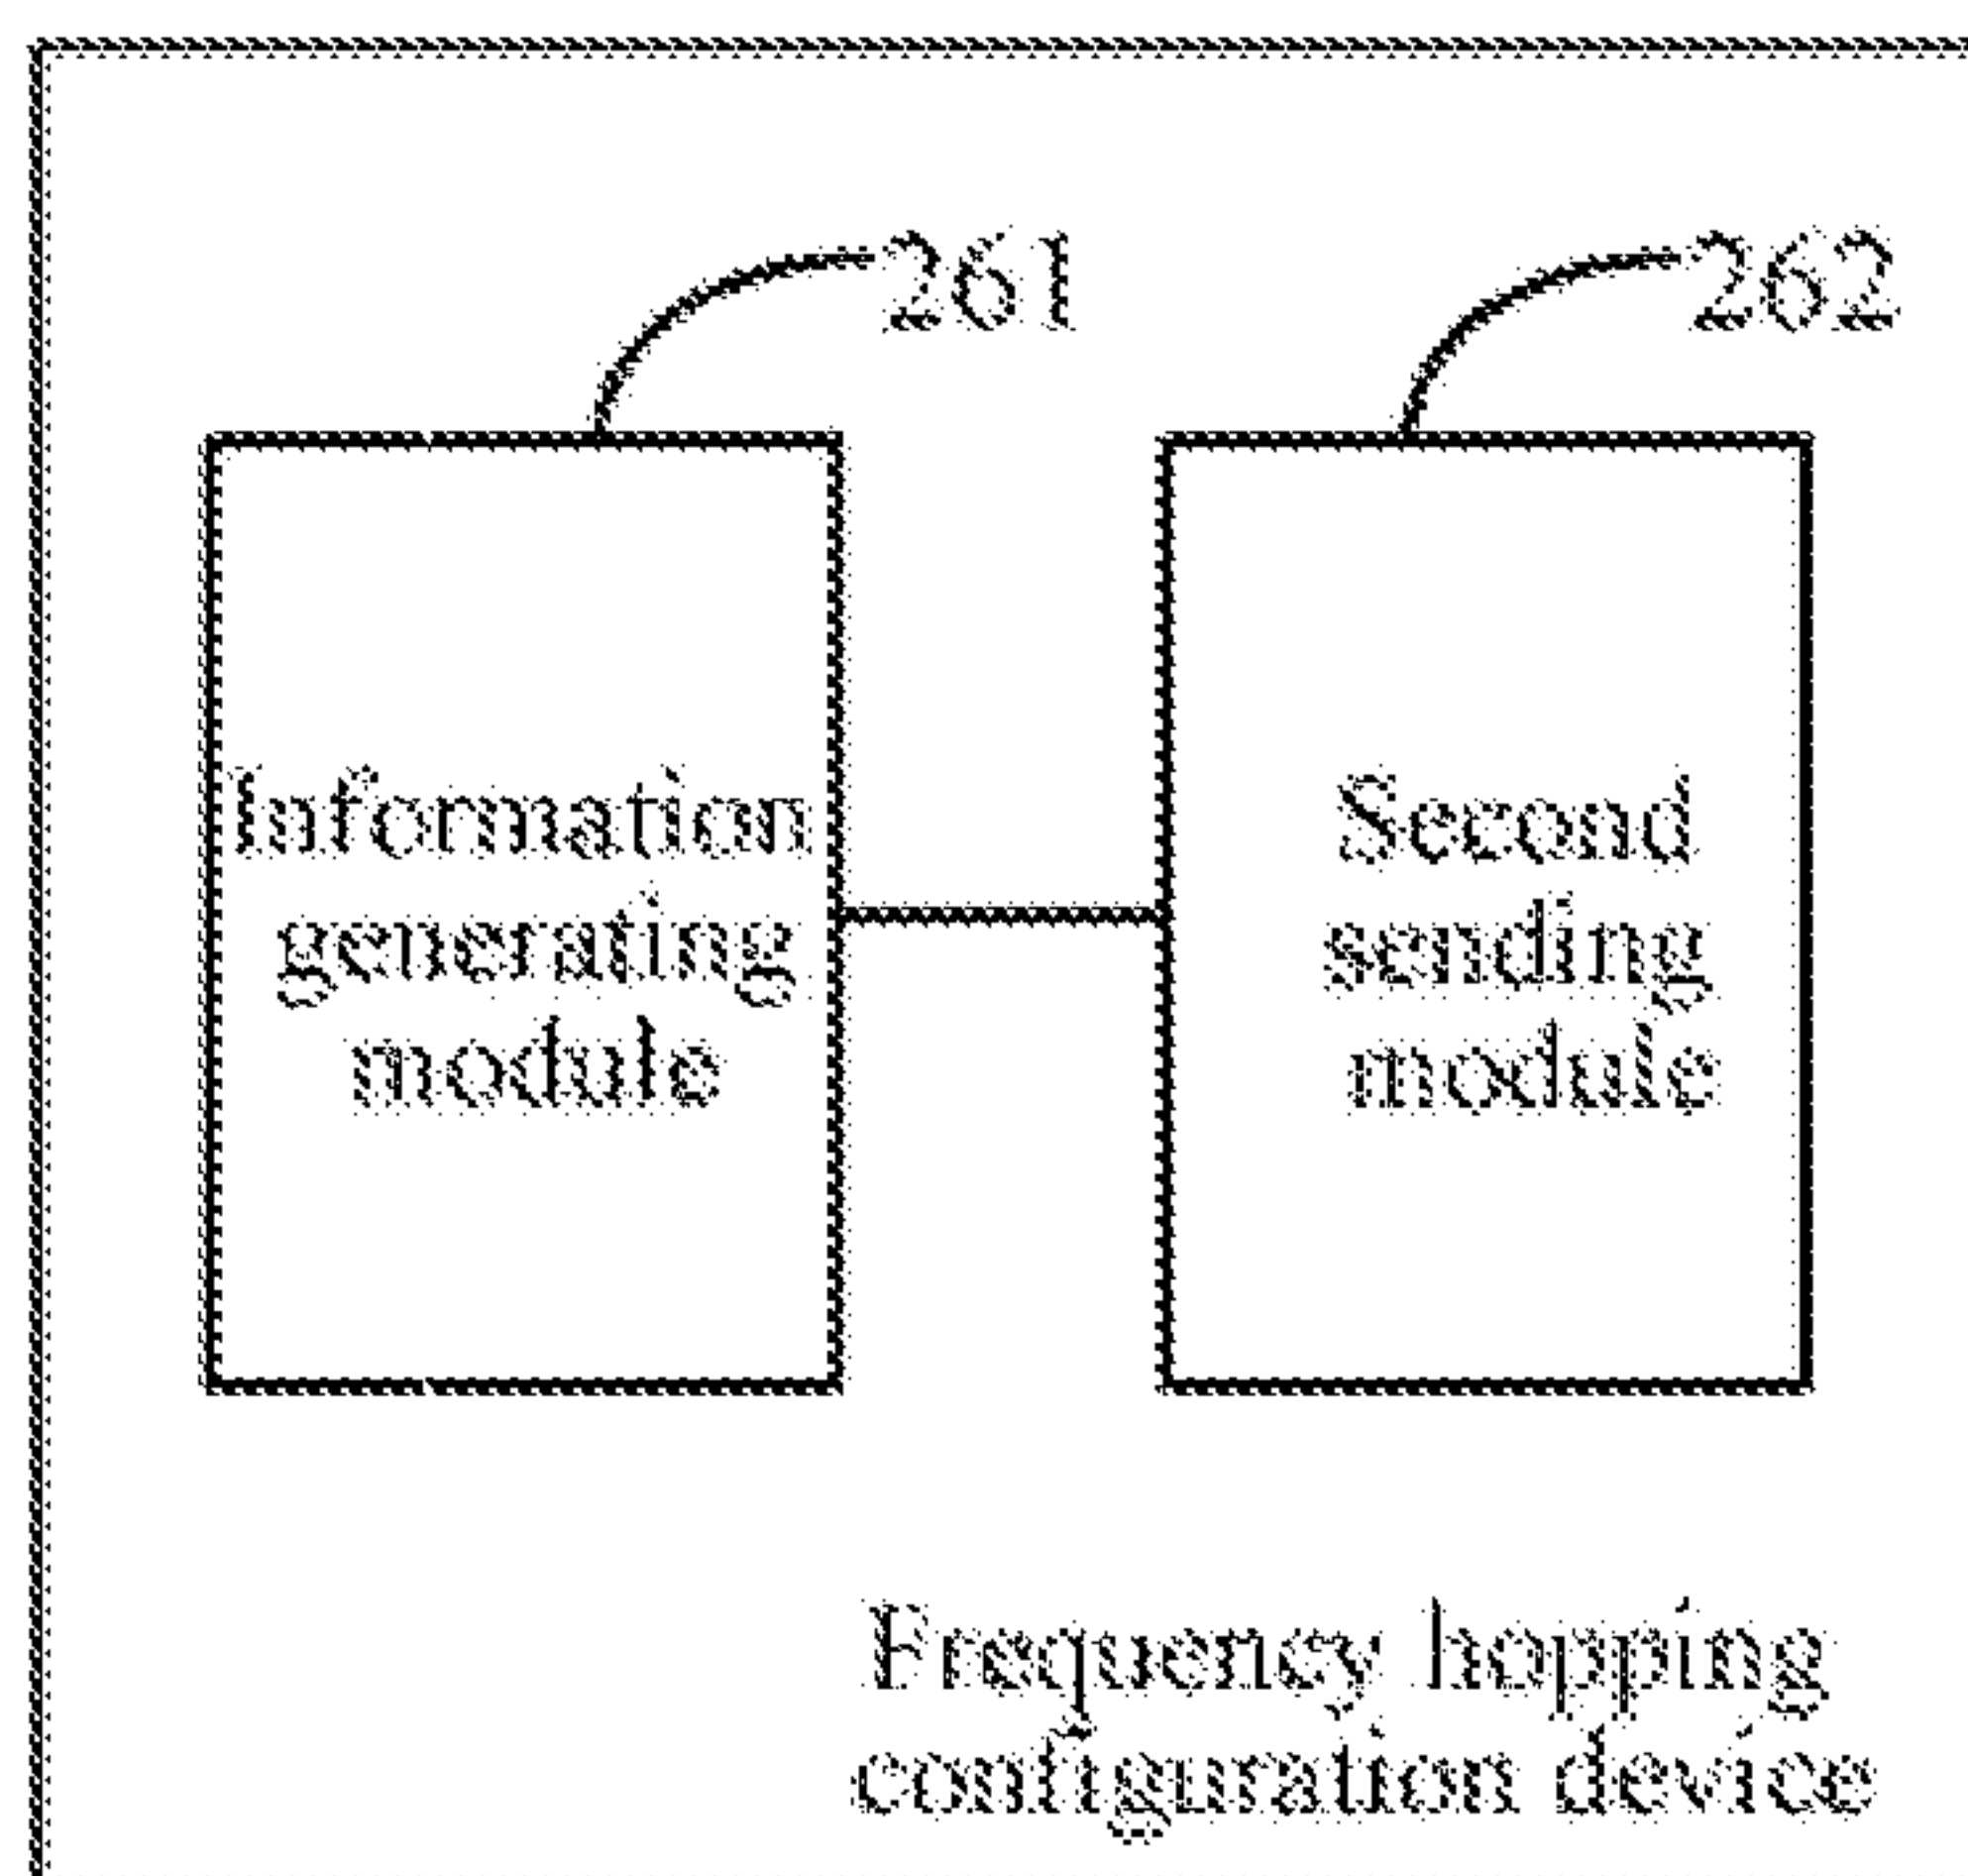 261
262
Information
generating
module
Second
sending
module
Frequency hopping
configuration device